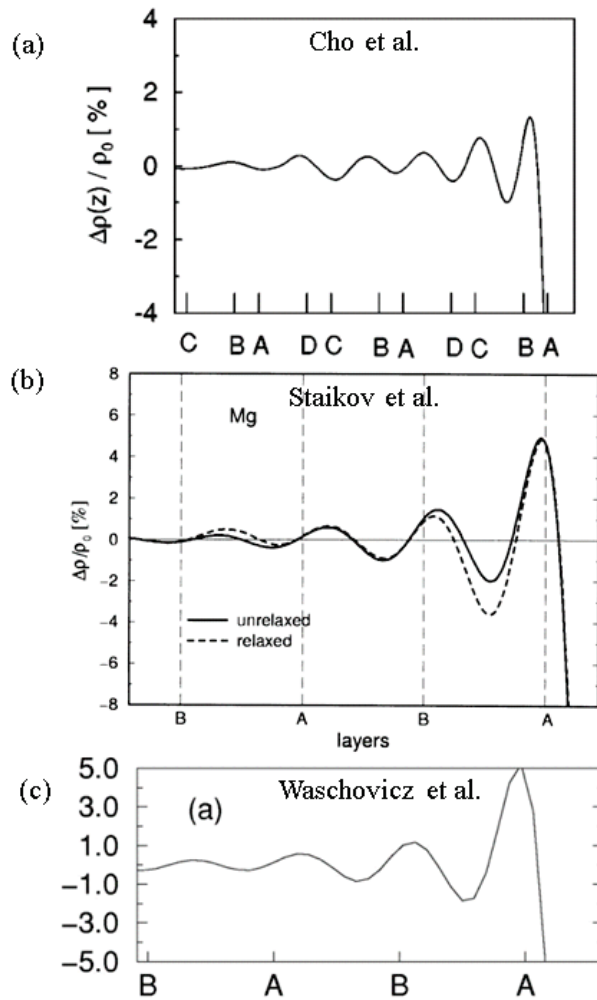 (a)
Cho et al.
4
2
0
-2
-4
Δρ(z) / ρ₀ [ % ]
C B A D C B A D C B A
(b)
Staikov et al.
Mg
8
6
4
2
0
-2
-4
-6
-8
Δρ/ρ₀ [%]
unrelaxed
relaxed
B A B A
layers
(c)
Waschovicz et al.
(a)
5.0
3.0
1.0
−1.0
−3.0
−5.0
B A B A